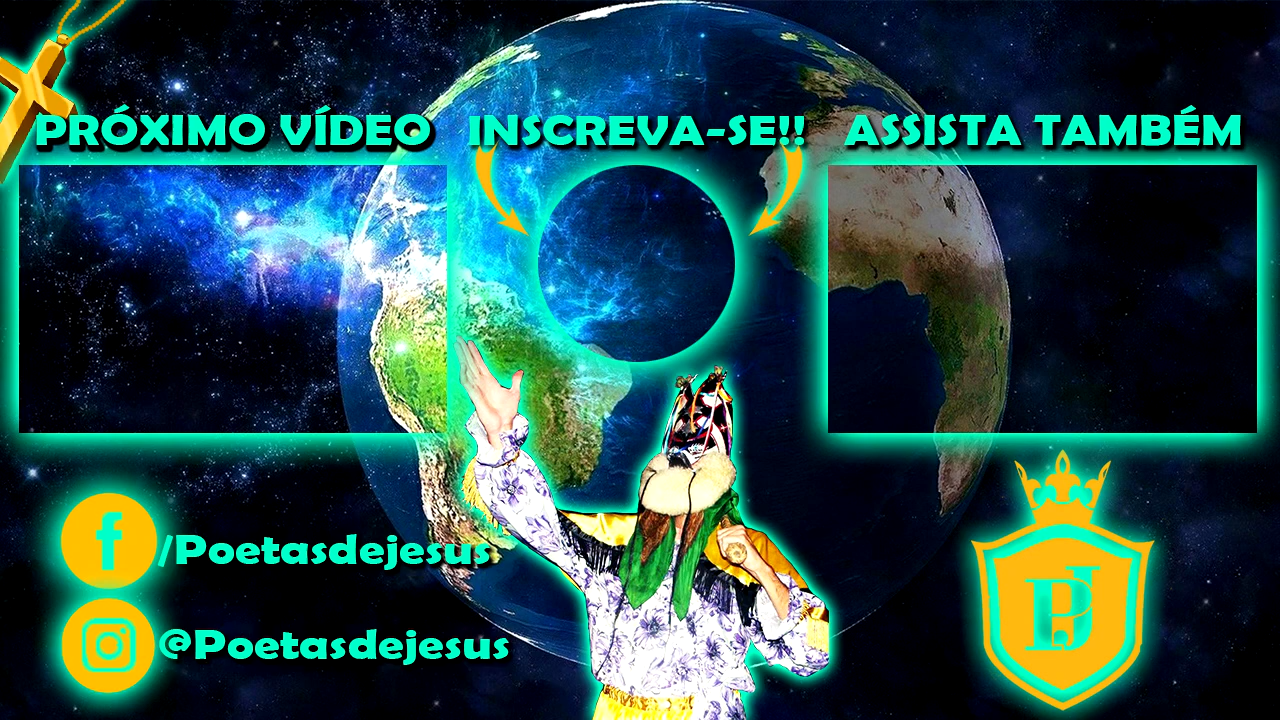 PRÓXIMO VÍDEO
INSCREVA-SE!!
ASSISTA TAMBÉM
/Poetasdejesus
@Poetasdejesus
PJ